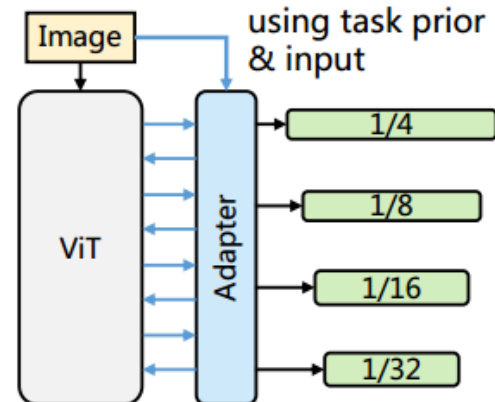 Image
using task prior
& input
ViT
Adapter
1/4
1/8
1/16
1/32